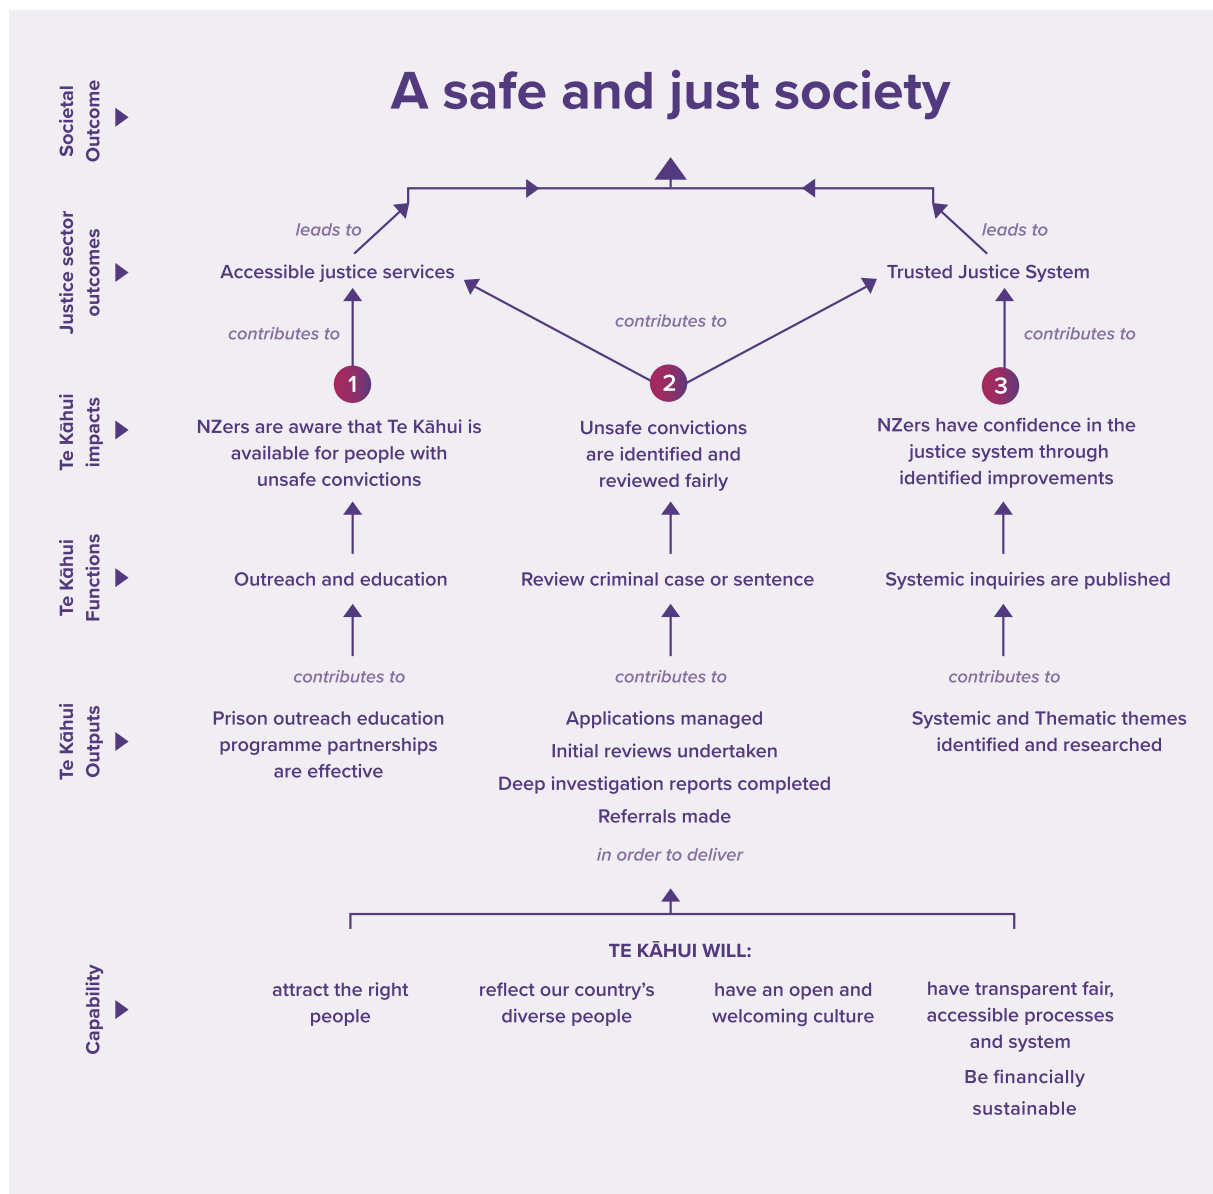 Societal
Outcome
A safe and just society
leads to
leads to
Justice sector
outcomes
Accessible justice services
Trusted Justice System
contributes to
contributes to
contributes to
Te Kāhui
impacts
1
NZers are aware that Te Kāhui is
available for people with
unsafe convictions
2
Unsafe convictions
are identified and
reviewed fairly
3
NZers have confidence in the
justice system through
identified improvements
Te Kāhui
Functions
Outreach and education
Review criminal case or sentence
Systemic inquiries are published
contributes to
contributes to
contributes to
Te Kāhui
Outputs
Prison outreach education
programme partnerships
are effective
Applications managed
Initial reviews undertaken
Deep investigation reports completed
Referrals made
Systemic and Thematic themes
identified and researched
in order to deliver
Capability
TE KĀHUI WILL:
attract the right
people
reflect our country’s
diverse people
have an open and
welcoming culture
have transparent fair,
accessible processes
and system
Be financially
sustainable